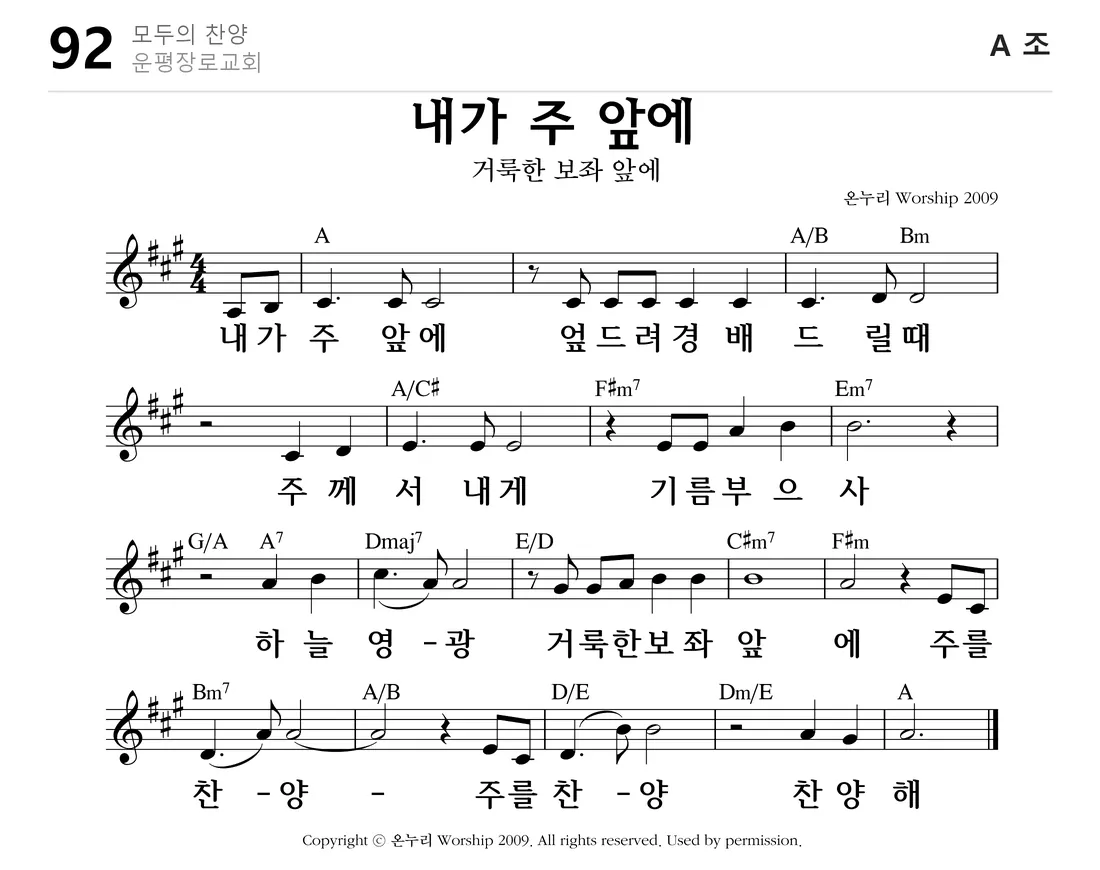 92 모두의 찬양
운평장로교회
A 조
내가 주 앞에
거룩한 보좌 앞에
온누리 Worship 2009
A A/B Bm
내가 주 앞에 엎드려경 배 드 릴때
A/C♯ F♯m7 Em7
주 께 서 내게 기름부 으 사
G/A A7 Dmaj7 E/D C♯m7 F♯m
하 늘 영 -광 거룩한보 좌 앞 에 주를
Bm7 A/B D/E Dm/E A
찬 -양 - 주를 찬 -양 찬 양 해
Copyright ⓒ 온누리 Worship 2009. All rights reserved. Used by permission.